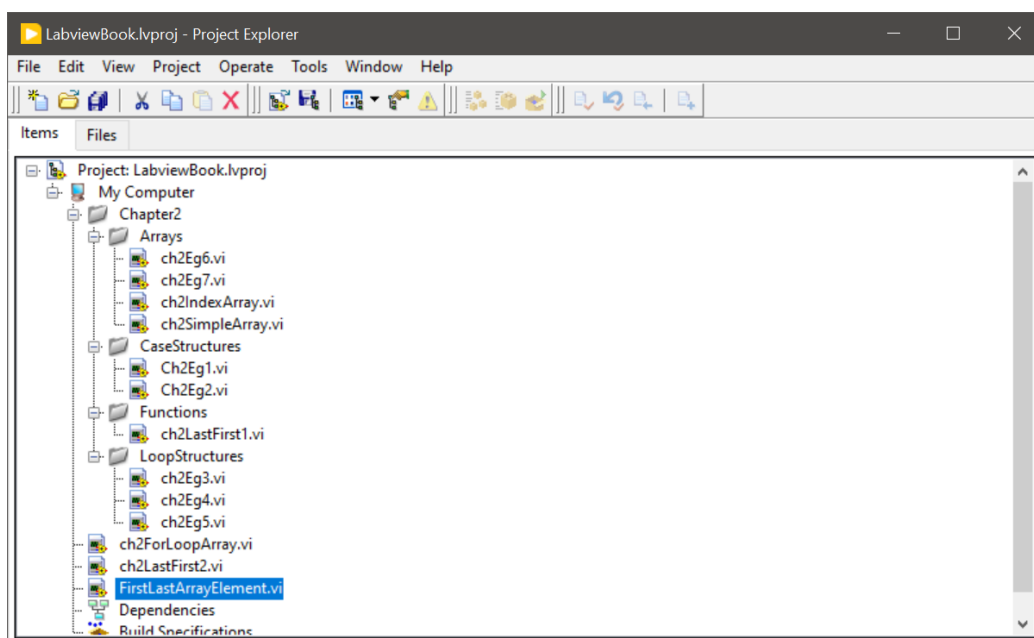 LabviewBook.lvproj - Project Explorer
File Edit View Project Operate Tools Window Help
Items Files
Project: LabviewBook.lvproj
My Computer
Chapter2
Arrays
ch2Eg6.vi
ch2Eg7.vi
ch2IndexArray.vi
ch2SimpleArray.vi
CaseStructures
Ch2Eg1.vi
Ch2Eg2.vi
Functions
ch2LastFirst1.vi
LoopStructures
ch2Eg3.vi
ch2Eg4.vi
ch2Eg5.vi
ch2ForLoopArray.vi
ch2LastFirst2.vi
FirstLastArrayElement.vi
Dependencies
Build Specifications